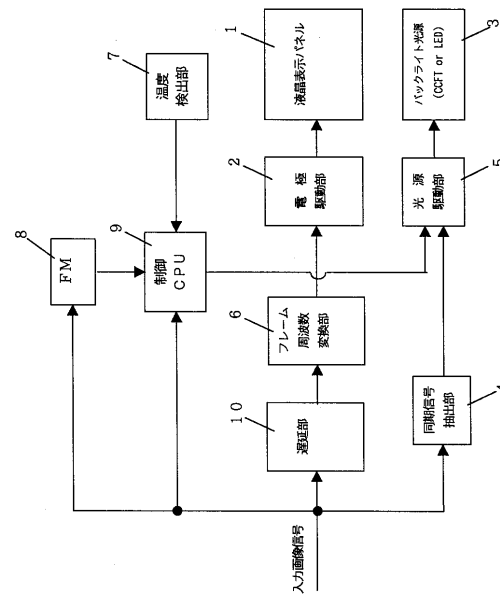 8
FM
7
温度
検出部
9
制御
CPU
入力画像信号
10
遅延部
6
フレーム
周波数
変換部
2
電極
駆動部
1
液晶表示パネル
同期信号
抽出部
5
光源
駆動部
3
バックライト光源
(CCFT or LED)